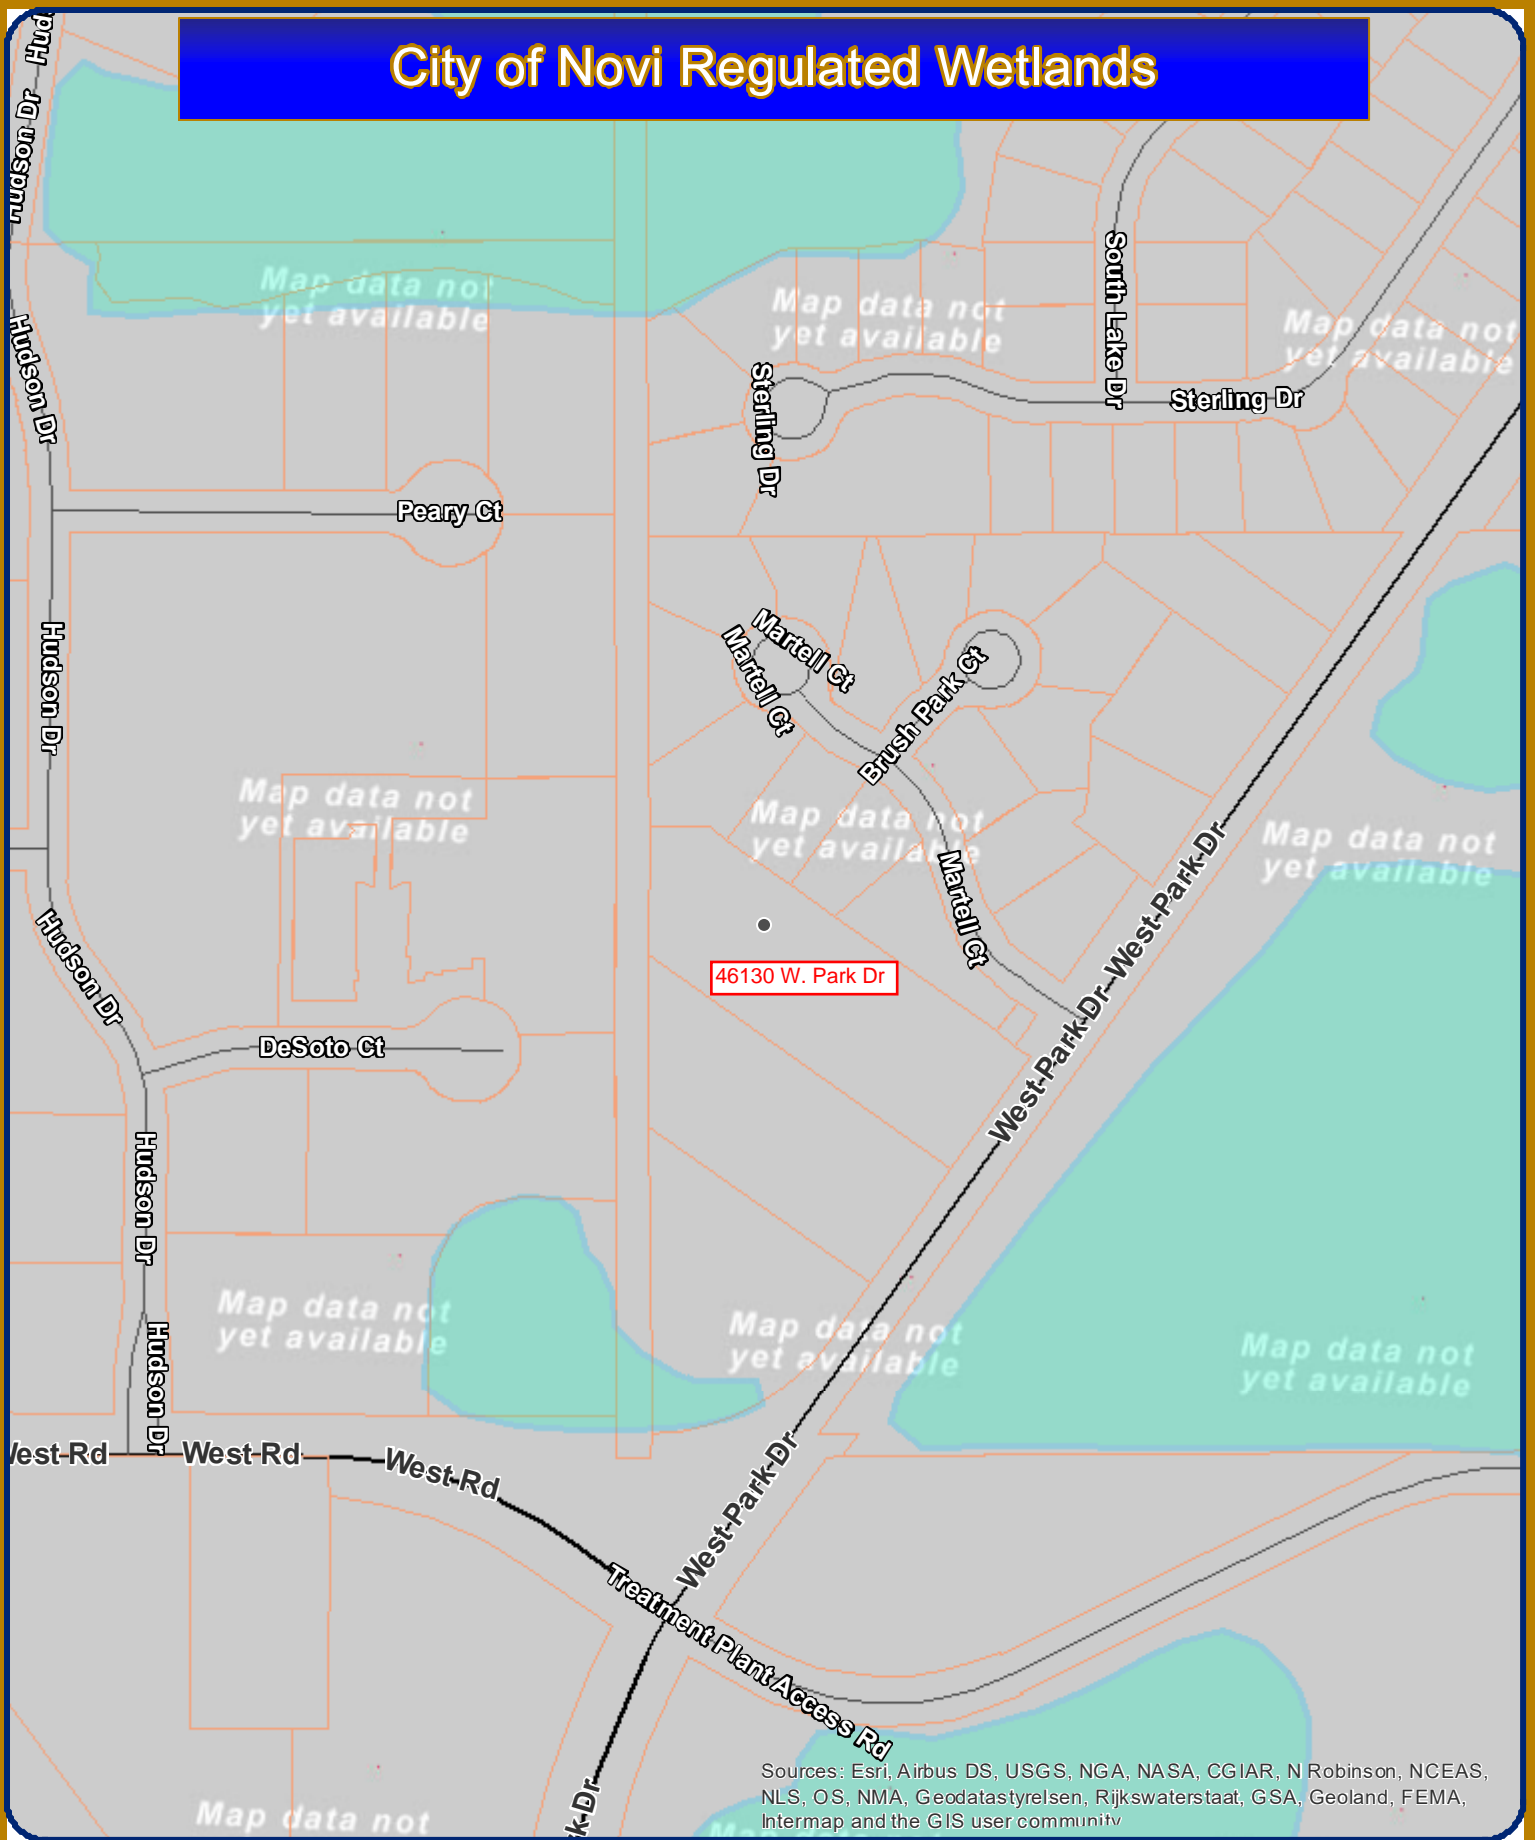 City of Novi Regulated Wetlands
Hudson Dr
Hudson Dr
South Lake Dr
Map data not
yet available
Map data not
yet available
Map data not
yet available
Hudson Dr
Sterling Dr
Sterling Dr
Peary Ct
Martell Ct
Martell Ct
Brush Park Ct
Hudson Dr
Map data not
yet available
Map data not
yet available
Map data not
yet available
West Park Dr
West Park Dr
Martell Ct
Hudson Dr
46130 W. Park Dr
DeSoto Ct
Hudson Dr
Map data not
yet available
Map data not
yet available
Map data not
yet available
Hudson Dr
West Rd
West Rd
West Rd
West Park Dr
Treatment Plant Access Rd
k Dr
Map data not
Sources: Esri, Airbus DS, USGS, NGA, NASA, CGIAR, N Robinson, NCEAS,
NLS, OS, NMA, Geodatastyrelsen, Rijkswaterstaat, GSA, Geoland, FEMA,
Intermap and the GIS user community